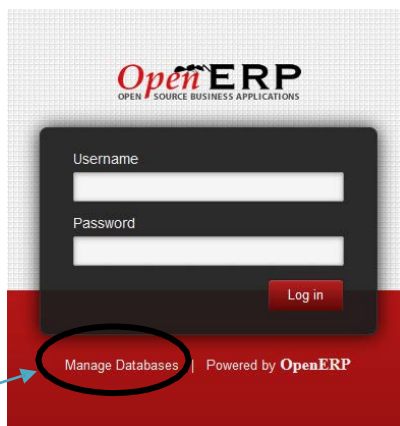 OpenERP
OPEN SOURCE BUSINESS APPLICATIONS
Username
Password
Log in
Manage Databases | Powered by OpenERP